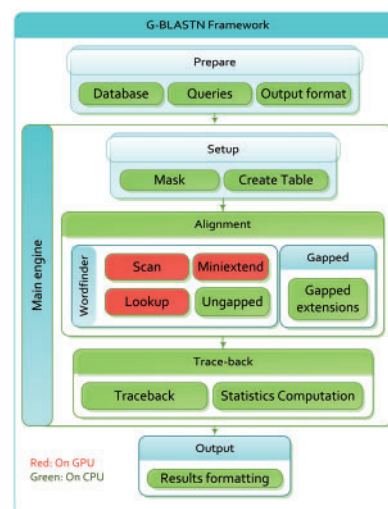 G-BLASTN Framework
Prepare
Database Queries Output format
Main engine
Setup
Mask Create Table
Alignment
Wordfinder
Scan Miniextend
Lookup Ungapped
Gapped
Gapped
extensions
Trace-back
Traceback Statistics Computation
Output
Results formatting
Red: On GPU
Green: On CPU